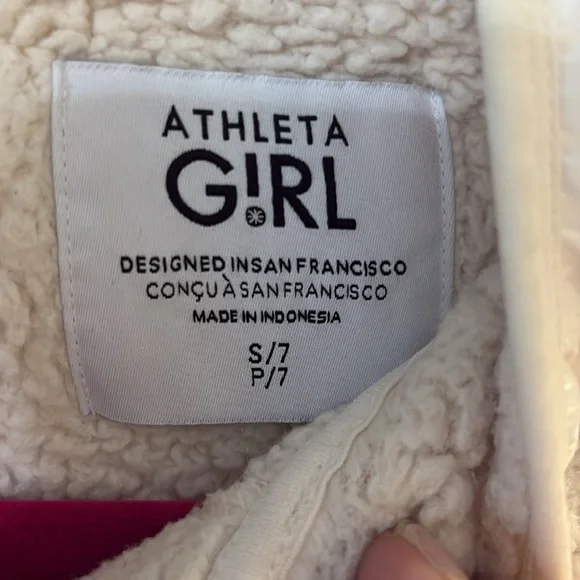 ATHLETA
G!RL
DESIGNED IN SAN FRANCISCO
CONÇU À SAN FRANCISCO
MADE IN INDONESIA
S/7
P/7